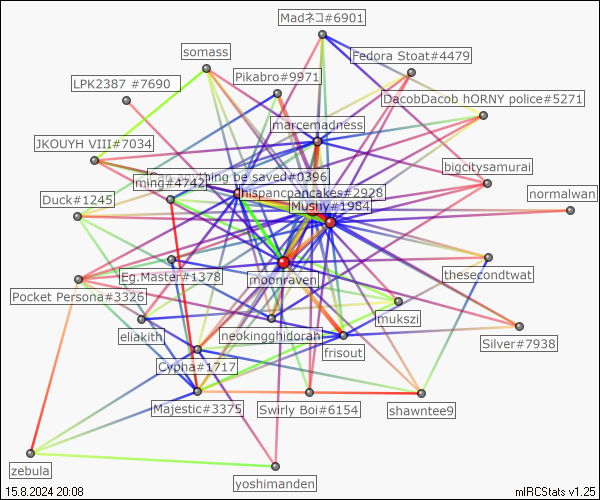 Madネコ#6901
somass
Fedora Stoat#4479
Pikabro#9971
LPK2387 #7690
DacobDacob hORNY police#5271
marcemadness
JKOUYH VIII#7034
bigcitysamurai
Can anything be saved#0396
ming#4742
hispancpancakes#2928
normalwan
Duck#1245
Mushy#1984
Eg.Master#1378
moonraven
thesecondtwat
Pocket Persona#3326
mukszi
eliakith
neokingghidorah
Silver#7938
frisout
Cypha#1717
Majestic#3375
Swirly Boi#6154
shawntee9
zebula
yoshimanden
15.8.2024 20:08
mIRCStats v1.25